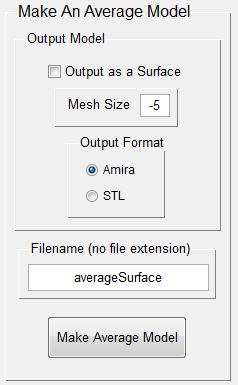 Make An Average Model
Output Model
Output as a Surface
Mesh Size -5
Output Format
Amira
STL
Filename (no file extension)
averageSurface
Make Average Model